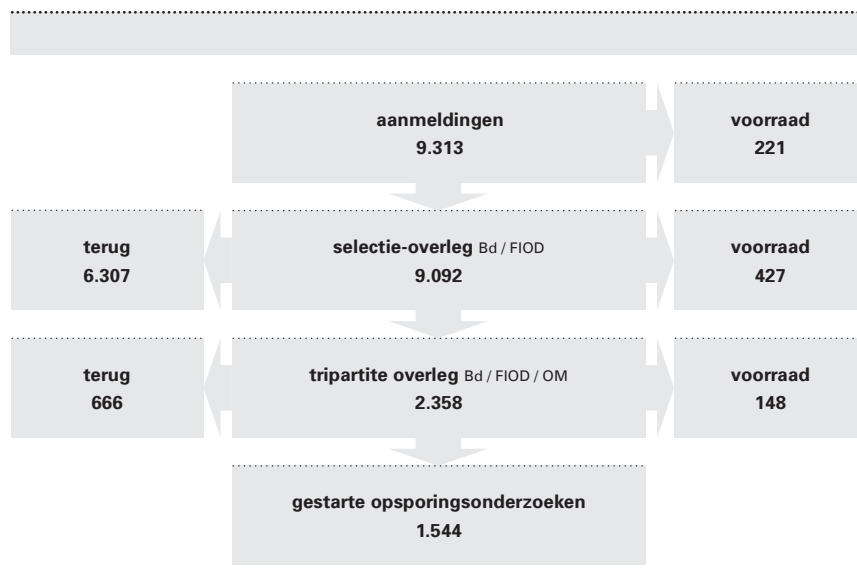 aanmeldingen
9.313
voorraad
221
terug
6.307
selectie-overleg Bd / FIOD
9.092
voorraad
427
terug
666
tripartite overleg Bd / FIOD / OM
2.358
voorraad
148
gestarte opsporingsonderzoeken
1.544